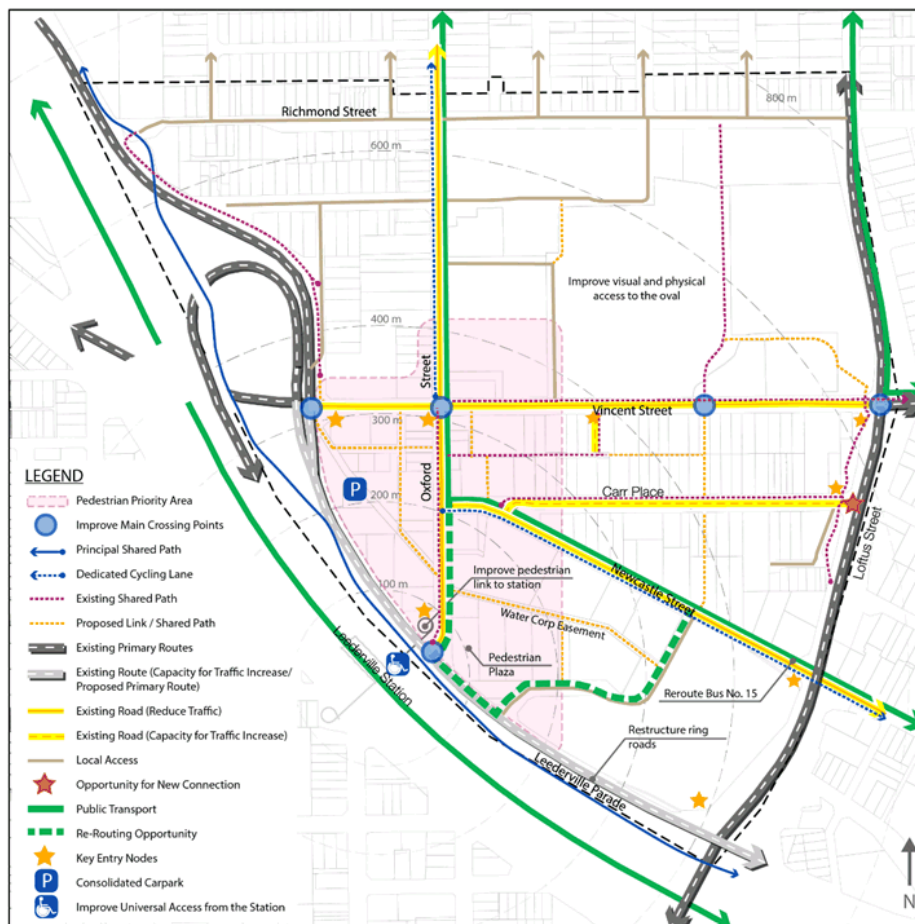 800 m
Richmond Street
600 m
Improve visual and physical
access to the oval
400 m
Street
Vincent Street
300 m
LEGEND
Pedestrian Priority Area
Improve Main Crossing Points
Principal Shared Path
Dedicated Cycling Lane
Existing Shared Path
Proposed Link / Shared Path
Existing Primary Routes
Existing Route (Capacity for Traffic Increase/
Proposed Primary Route)
Existing Road (Reduce Traffic)
Existing Road (Capacity for Traffic Increase)
Local Access
Opportunity for New Connection
Public Transport
Re-Routing Opportunity
Key Entry Nodes
P
Consolidated Carpark
Improve Universal Access from the Station
Oxford
P
200 m
Carr Place
Loftus Street
Newcastle Street
100 m
Improve pedestrian
link to station
Water Corp Easement
Pedestrian
Plaza
Leederville Station
Reroute Bus No. 15
Restructure ring
roads
Leederville Parade
N